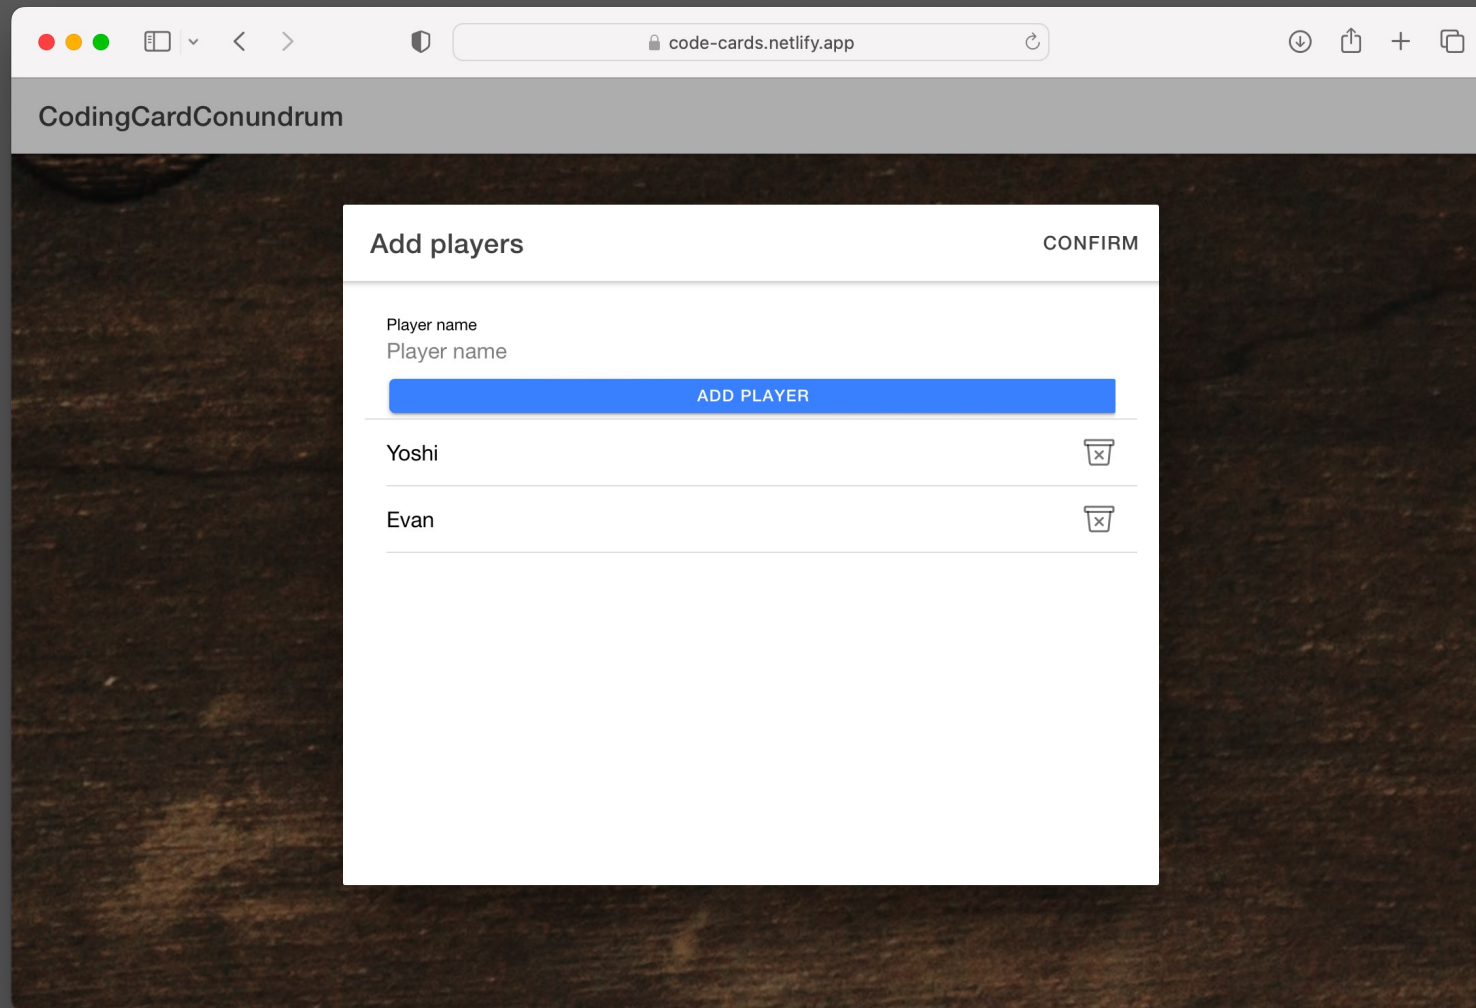 code-cards.netlify.app
CodingCardConundrum
Add players
CONFIRM
Player name
Player name
ADD PLAYER
Yoshi
Evan